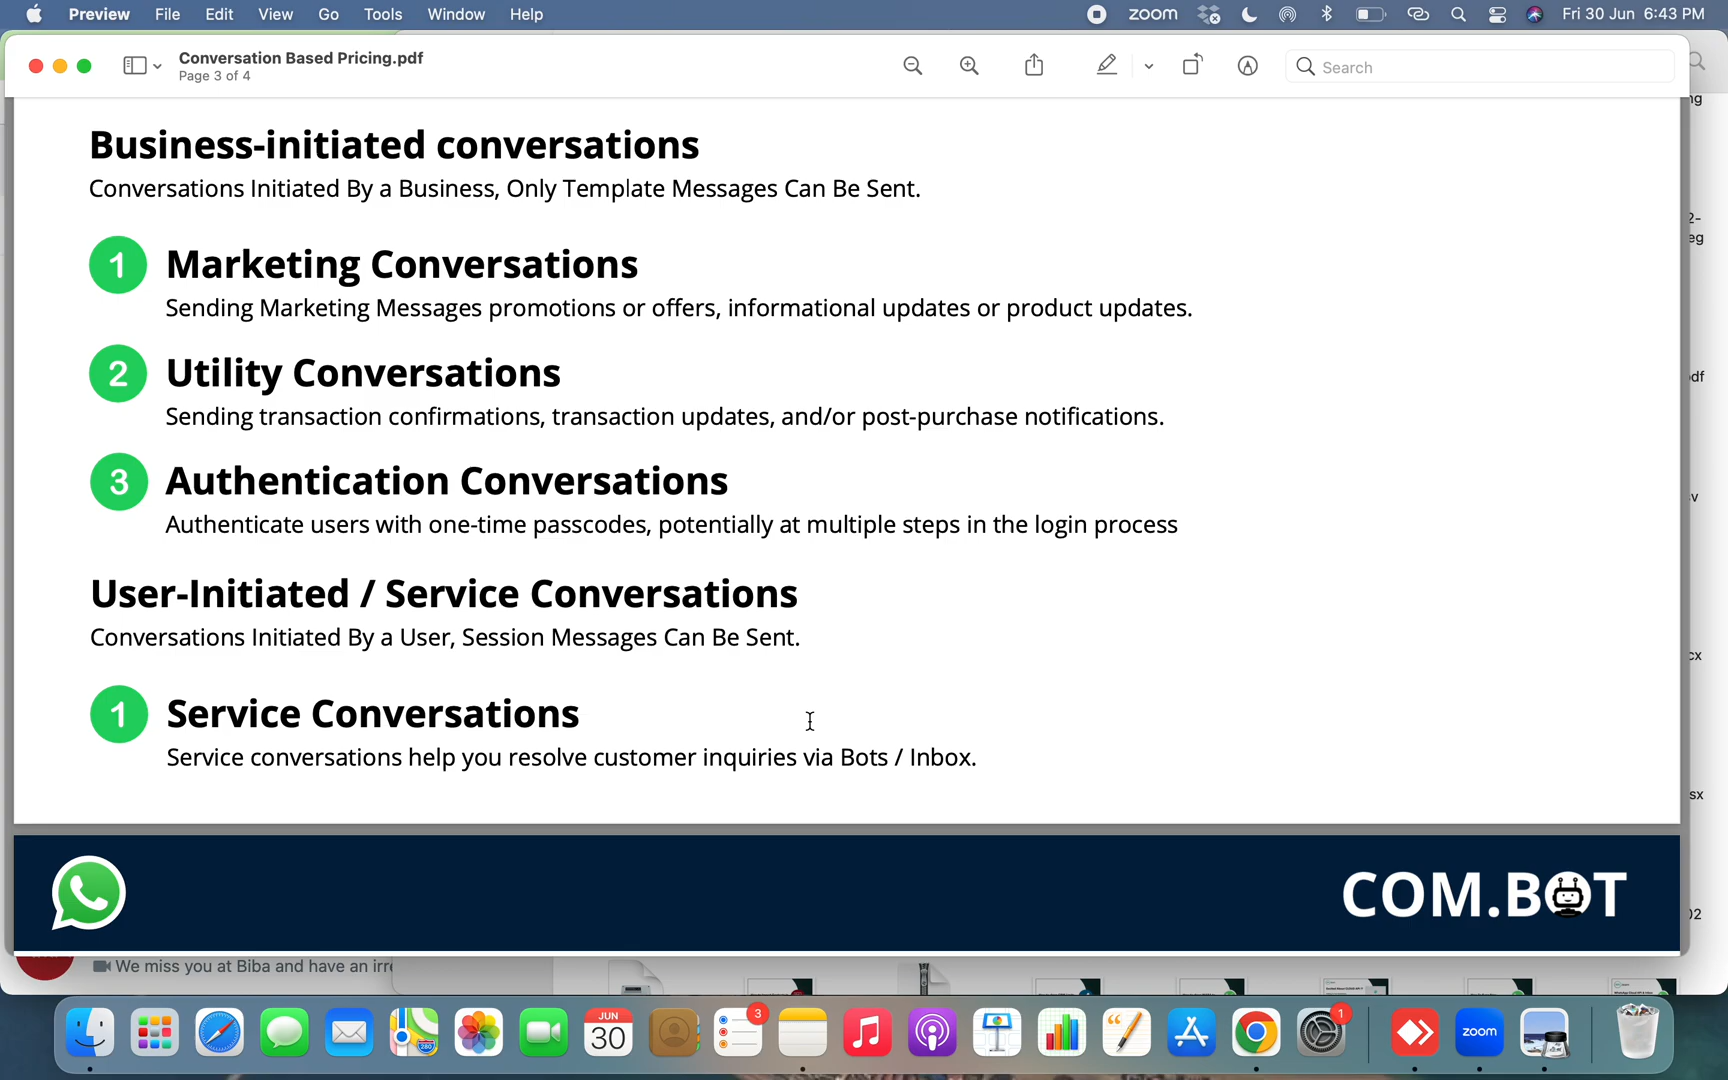 Preview File Edit View Go Tools Window Help
zoom
Fri 30 Jun 6:43 PM
Conversation Based Pricing.pdf
Page 3 of 4
Search
Business-initiated conversations
Conversations Initiated By a Business, Only Template Messages Can Be Sent.
1 Marketing Conversations
Sending Marketing Messages promotions or offers, informational updates or product updates.
2 Utility Conversations
Sending transaction confirmations, transaction updates, and/or post-purchase notifications.
3 Authentication Conversations
Authenticate users with one-time passcodes, potentially at multiple steps in the login process
User-Initiated / Service Conversations
Conversations Initiated By a User, Session Messages Can Be Sent.
1 Service Conversations
Service conversations help you resolve customer inquiries via Bots / Inbox.
COM.BOT
We miss you at Biba and have an irre
JUN
30
3
280
1
zoom